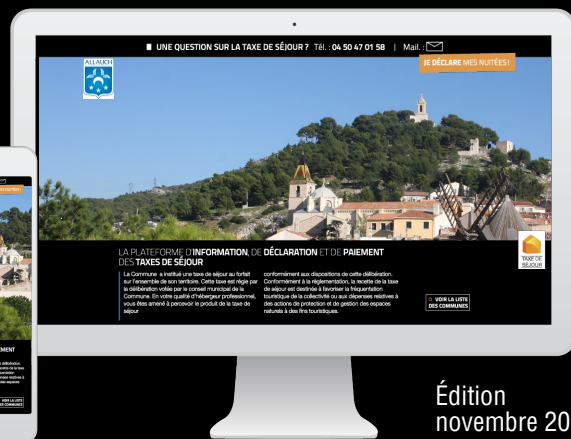 UNE QUESTION SUR LA TAXE DE SÉJOUR ? Tél. : 04 50 47 01 58 | Mail. :
JE DÉCLARE MES NUITÉES !
ALLAUCH
LA PLATEFORME D'INFORMATION, DE DÉCLARATION ET DE PAIEMENT
DES TAXES DE SÉJOUR
La Commune a institué une taxe de séjour au forfait
sur l'ensemble de son territoire. Cette taxe est régie par
la délibération votée par le conseil municipal de la
Commune. En votre qualité d'hébergeur professionnel,
vous êtes amené à percevoir le produit de la taxe de
séjour
conformément aux dispositions de cette délibération.
Conformément à la réglementation, la recette de la taxe
de séjour est destinée à favoriser la fréquentation
touristique de la collectivité ou aux dépenses relatives à
des actions de protection et de gestion des espaces
naturels à des fins touristiques.
TAXE DE
SÉJOUR
VOIR LA LISTE
DES COMMUNES
EMENT
VOIR LA LISTE
DES COMMUNES
Édition
novembre 20